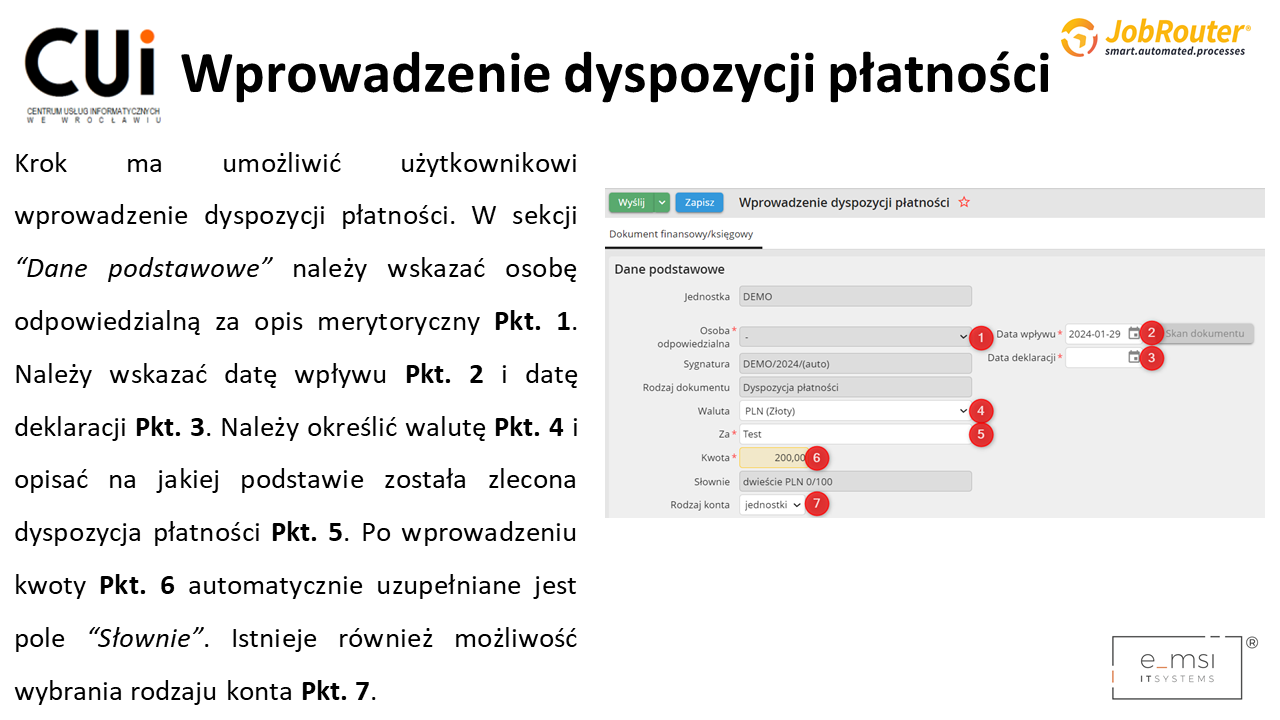 CUi
CENTRUM USŁUG INFORMATYCZNYCH
WE WROCŁAWIU
Wprowadzenie dyspozycji płatności
JobRouter®
smart.automated.processes
Krok ma umożliwić użytkownikowi
wprowadzenie dyspozycji płatności. W sekcji
“Dane podstawowe” należy wskazać osobę
odpowiedzialną za opis merytoryczny Pkt. 1.
Należy wskazać datę wpływu Pkt. 2 i datę
deklaracji Pkt. 3. Należy określić walutę Pkt. 4 i
opisać na jakiej podstawie została zlecona
dyspozycja płatności Pkt. 5. Po wprowadzeniu
kwoty Pkt. 6 automatycznie uzupełniane jest
pole “Słownie”. Istnieje również możliwość
wybrania rodzaju konta Pkt. 7.
Wyślij Zapisz Wprowadzenie dyspozycji płatności
Dokument finansowy/księgowy
Dane podstawowe
Jednostka DEMO
Osoba odpowiedzialna * - 1 Data wpływu * 2024-01-29 2 Skan dokumentu
Data deklaracji * 3
Sygnatura DEMO/2024/(auto)
Rodzaj dokumentu Dyspozycja płatności
Waluta PLN (Złoty) 4
Za * Test 5
Kwota * 200,00 6
Słownie dwieście PLN 0/100
Rodzaj konta jednostki 7
e_msi ®
ITSYSTEMS